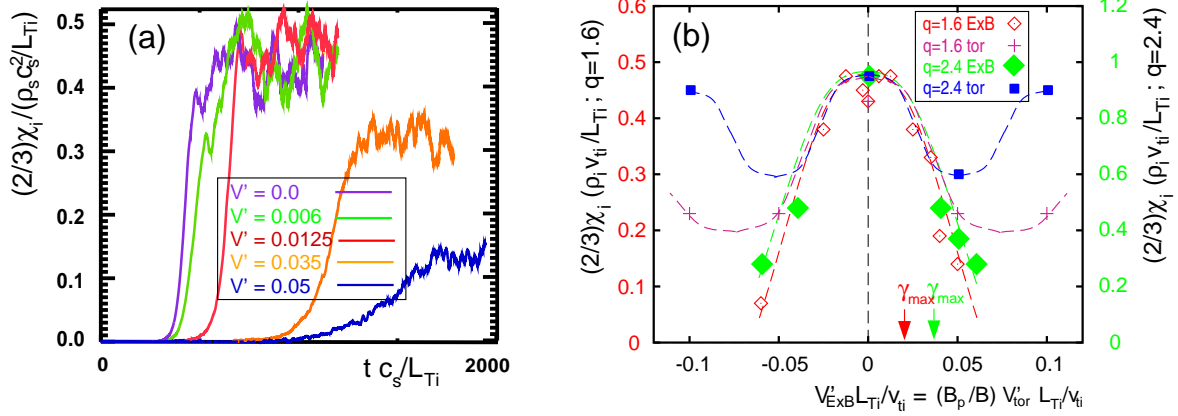 (a)
(2/3)χi/(ρs cs²/LTi)
0.5
0.4
0.3
0.2
0.1
0.0
V' = 0.0
V' = 0.006
V' = 0.0125
V' = 0.035
V' = 0.05
0
2000
t cs/LTi
(b)
(2/3)χi (ρi vti/LTi ; q=1.6)
0.6
0.5
0.4
0.3
0.2
0.1
0
q=1.6 ExB
q=1.6 tor
q=2.4 ExB
q=2.4 tor
γmax
γmax
1.2
1
0.8
0.6
0.4
0.2
0
(2/3)χi (ρi vti/LTi ; q=2.4)
-0.1
-0.05
0
0.05
0.1
V'ExB LTi/vti = (Bp/B) V'tor LTi/vti